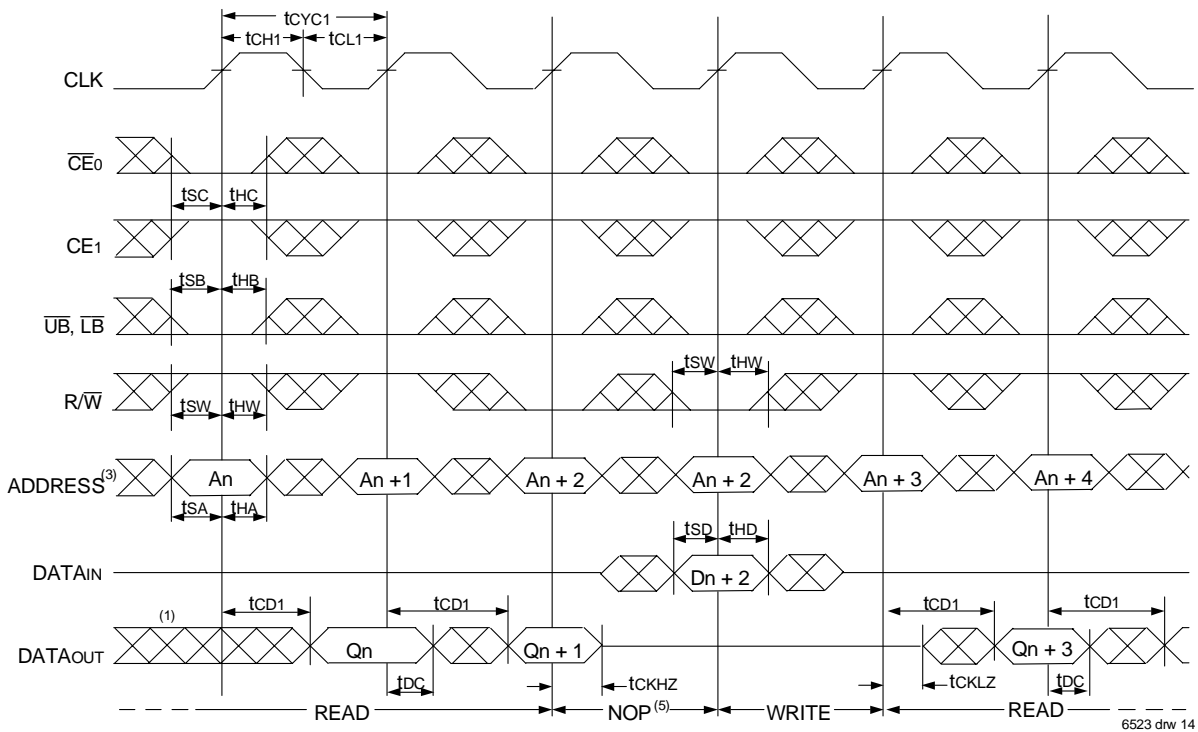 tCYC1
tCH1 tCL1
CLK
CE0
tSC tHC
CE1
tSB tHB
UB, LB
tSW tHW
R/W
tSW tHW
ADDRESS(3) An An +1 An + 2 An + 2 An + 3 An + 4
tSA tHA
tSD tHD
DATAIN Dn + 2
(1) tCD1 tCD1 tCD1 tCD1
DATAOUT Qn Qn + 1 Qn + 3
tDC tCKHZ tCKLZ tDC
READ NOP(5) WRITE READ
6523 drw 14